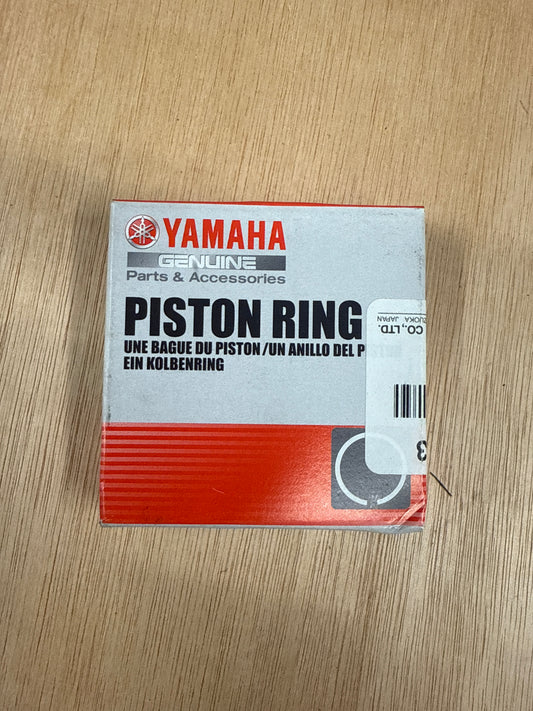 YAMAHA
GENUINE
Parts & Accessories
PISTON RING
UNE BAGUE DU PISTON/UN ANILLO DEL
EIN KOLBENRING
CO., LTD.
JAPAN
3